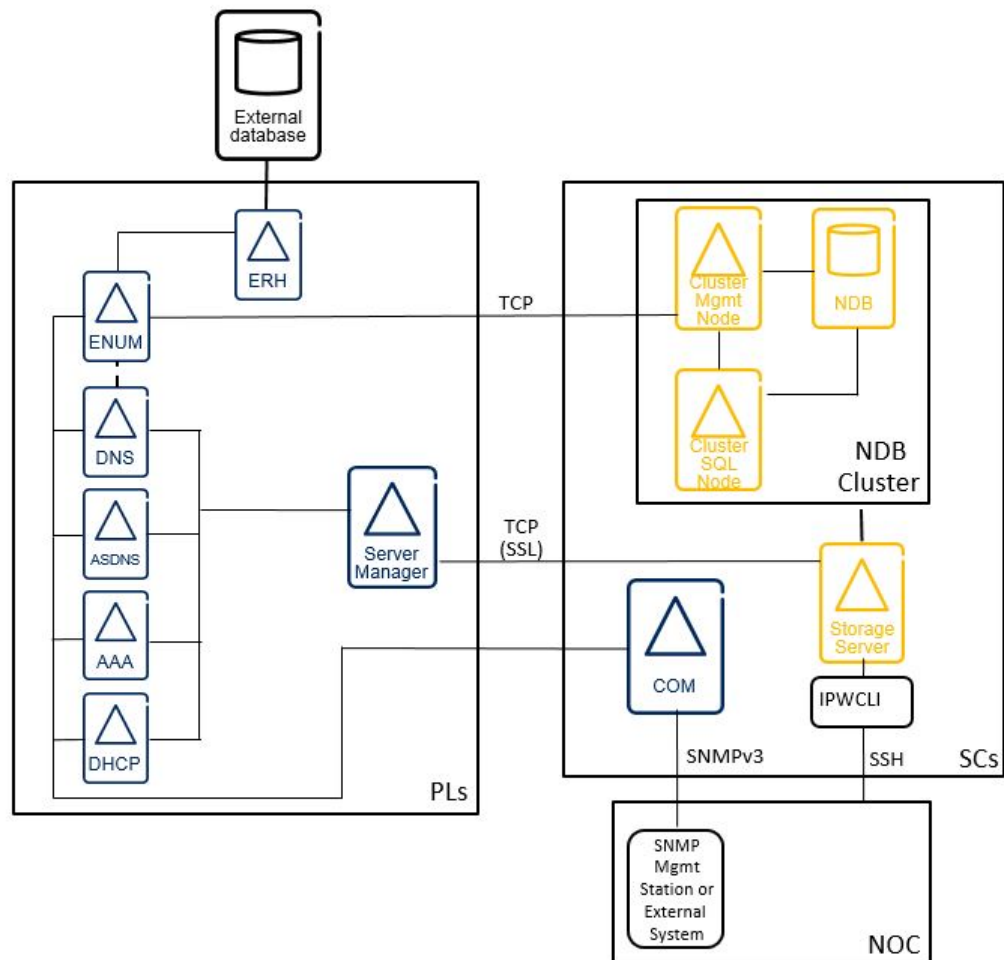 External
database
ERH
ENUM
DNS
ASDNS
AAA
DHCP
Server
Manager
PLs
TCP
TCP
(SSL)
Cluster
Mgmt
Node
NDB
Cluster
SQL
Node
NDB
Cluster
Storage
Server
COM
IPWCLI
SNMPv3
SSH
SCs
SNMP
Mgmt
Station or
External
System
NOC